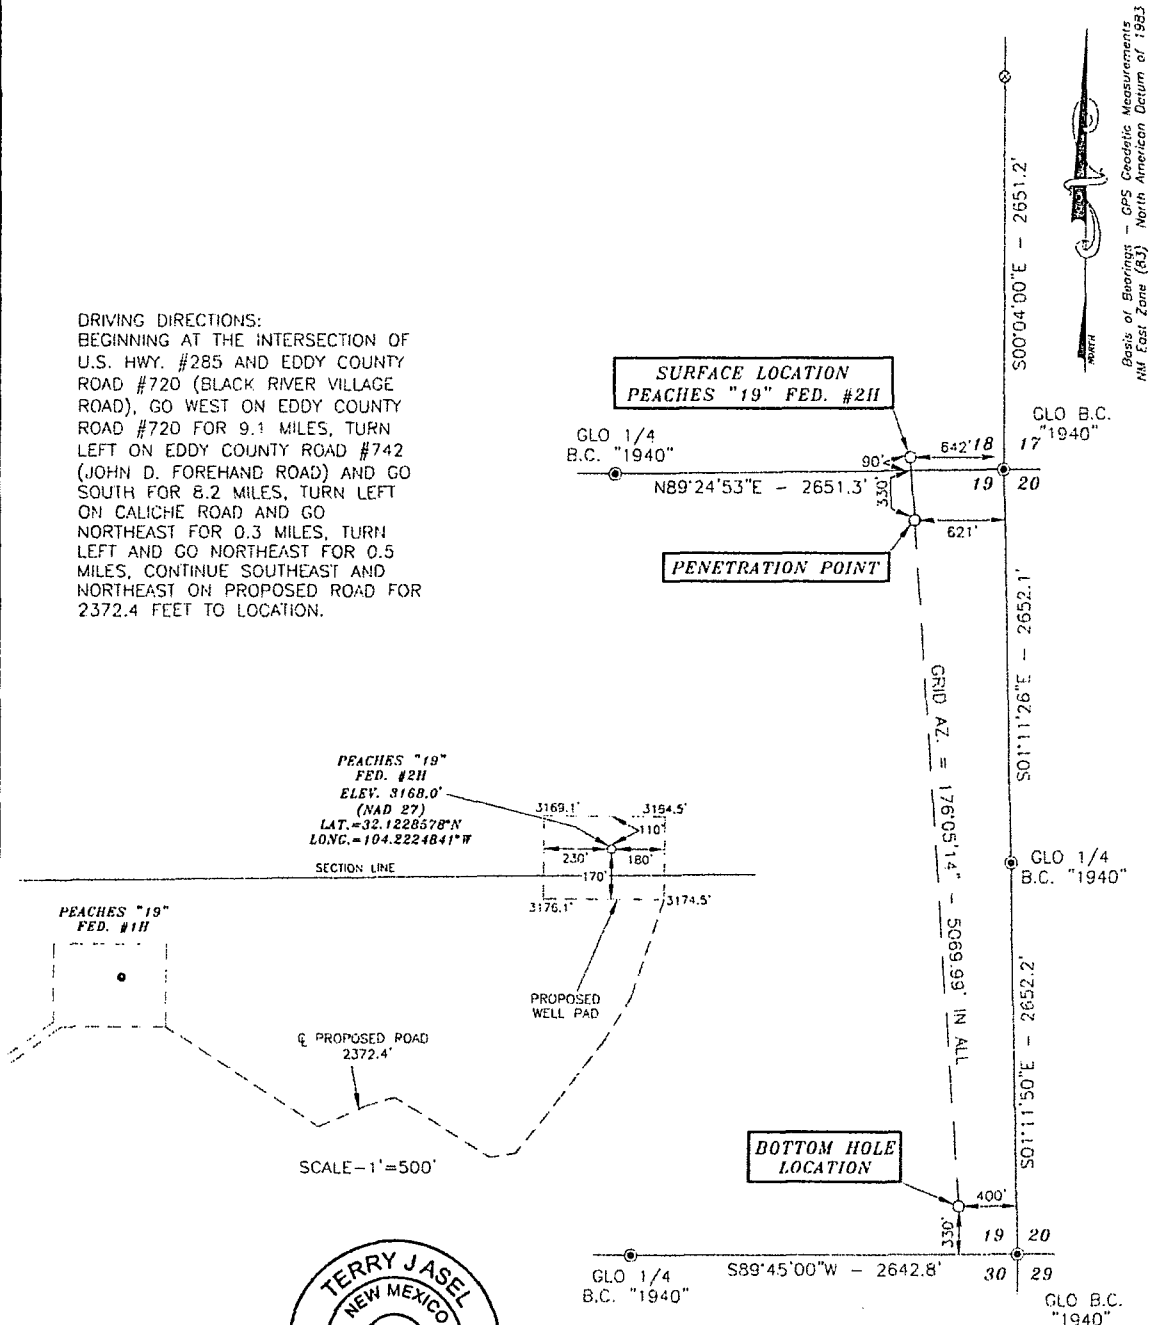 Basis of Bearings - GPS Geodetic Measurements
NM East Zone (83) North American Datum of 1983
NORTH
S00°04'00"E - 2651.2'
DRIVING DIRECTIONS:
BEGINNING AT THE INTERSECTION OF
U.S. HWY. #285 AND EDDY COUNTY
ROAD #720 (BLACK RIVER VILLAGE
ROAD), GO WEST ON EDDY COUNTY
ROAD #720 FOR 9.1 MILES, TURN
LEFT ON EDDY COUNTY ROAD #742
(JOHN D. FOREHAND ROAD) AND GO
SOUTH FOR 8.2 MILES, TURN LEFT
ON CALICHE ROAD AND GO
NORTHEAST FOR 0.3 MILES, TURN
LEFT AND GO NORTHEAST FOR 0.5
MILES, CONTINUE SOUTHEAST AND
NORTHEAST ON PROPOSED ROAD FOR
2372.4 FEET TO LOCATION.
SURFACE LOCATION
PEACHES "19" FED. #2H
GLO B.C.
"1940"
GLO 1/4
B.C. "1940"
642'
18 17
90'
N89°24'53"E - 2651.3'
330'
19 20
621'
PENETRATION POINT
S01°11'26"E - 2652.1'
GRID AZ. = 176°05'14" - 5069.99' IN ALL
PEACHES "19"
FED. #2H
ELEV. 3168.0'
(NAD 27)
LAT.=32.1228578°N
LONG.=104.2224841°W
3169.1'
3164.5'
110'
230'
180'
170'
SECTION LINE
3176.1'
3174.5'
GLO 1/4
B.C. "1940"
PEACHES "19"
FED. #1H
PROPOSED
WELL PAD
℄ PROPOSED ROAD
2372.4'
S01°11'50"E - 2652.2'
SCALE-1'=500'
BOTTOM HOLE
LOCATION
400'
330'
19 20
S89°45'00"W - 2642.8'
30 29
GLO 1/4
B.C. "1940"
GLO B.C.
"1940"
TERRY J ASEL
NEW MEXICO